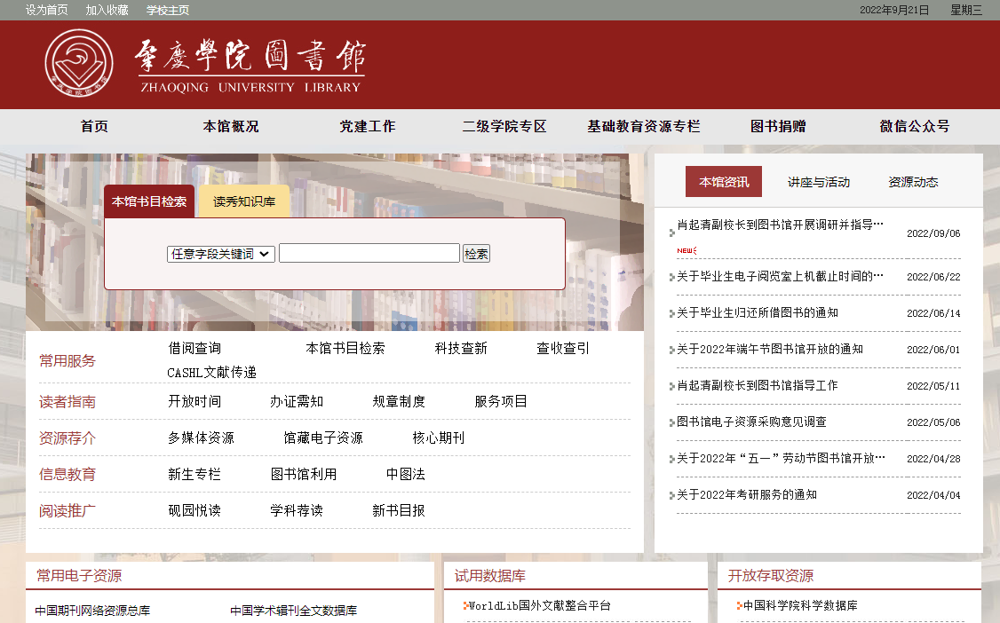 设为首页 加入收藏 学校主页 2022年9月21日 星期三
肇慶學院圖書館
ZHAOQING UNIVERSITY LIBRARY
首页 本馆概况 党建工作 二级学院专区 基础教育资源专栏 图书捐赠 微信公众号
本馆书目检索 读秀知识库
任意字段关键词 检索
常用服务
借阅查询 本馆书目检索 科技查新 查收查引
CASHL文献传递
读者指南 开放时间 办证需知 规章制度 服务项目
资源荐介 多媒体资源 馆藏电子资源 核心期刊
信息教育 新生专栏 图书馆利用 中图法
阅读推广 砚园悦读 学科荐读 新书目报
本馆资讯 讲座与活动 资源动态
肖起清副校长到图书馆开展调研并指导… 2022/09/06
NEW
关于毕业生电子阅览室上机截止时间的… 2022/06/22
关于毕业生归还所借图书的通知 2022/06/14
关于2022年端午节图书馆开放的通知 2022/06/01
肖起清副校长到图书馆指导工作 2022/05/11
图书馆电子资源采购意见调查 2022/05/06
关于2022年“五一”劳动节图书馆开放… 2022/04/28
关于2022年考研服务的通知 2022/04/04
常用电子资源
中国期刊网络资源总库 中国学术辑刊全文数据库
试用数据库
WorldLib国外文献整合平台
开放存取资源
中国科学院科学数据库